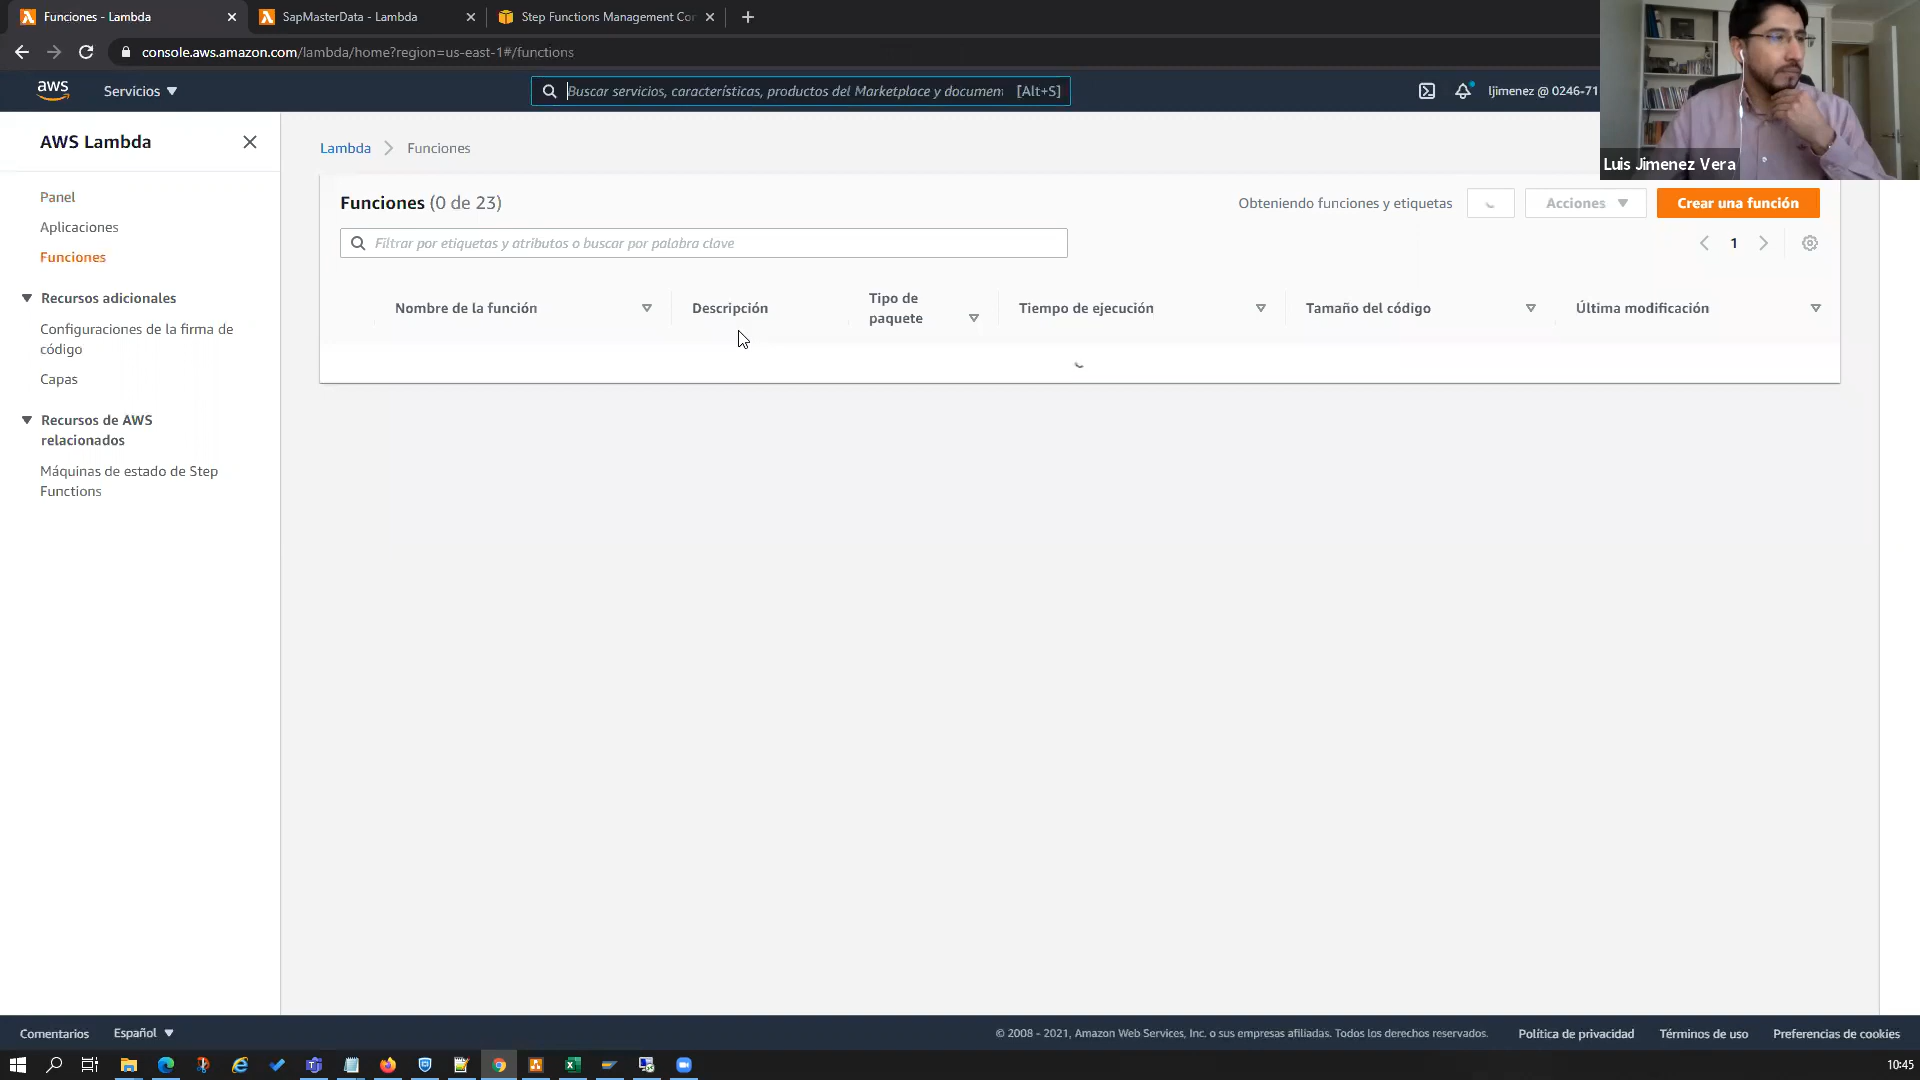 Funciones - Lambda
SapMasterData - Lambda
Step Functions Management Cor
console.aws.amazon.com/lambda/home?region=us-east-1#/functions
aws
Servicios
Buscar servicios, características, productos del Marketplace y documen [Alt+S]
ljimenez @ 0246-71
Luis Jimenez Vera
AWS Lambda
Panel
Aplicaciones
Funciones
Recursos adicionales
Configuraciones de la firma de
código
Capas
Recursos de AWS
relacionados
Máquinas de estado de Step
Functions
Lambda > Funciones
Funciones (0 de 23)
Obteniendo funciones y etiquetas
Acciones
Crear una función
Filtrar por etiquetas y atributos o buscar por palabra clave
1
Nombre de la función
Descripción
Tipo de
paquete
Tiempo de ejecución
Tamaño del código
Última modificación
Comentarios
Español
© 2008 - 2021, Amazon Web Services, Inc. o sus empresas afiliadas. Todos los derechos reservados.
Política de privacidad
Términos de uso
Preferencias de cookies
10:45